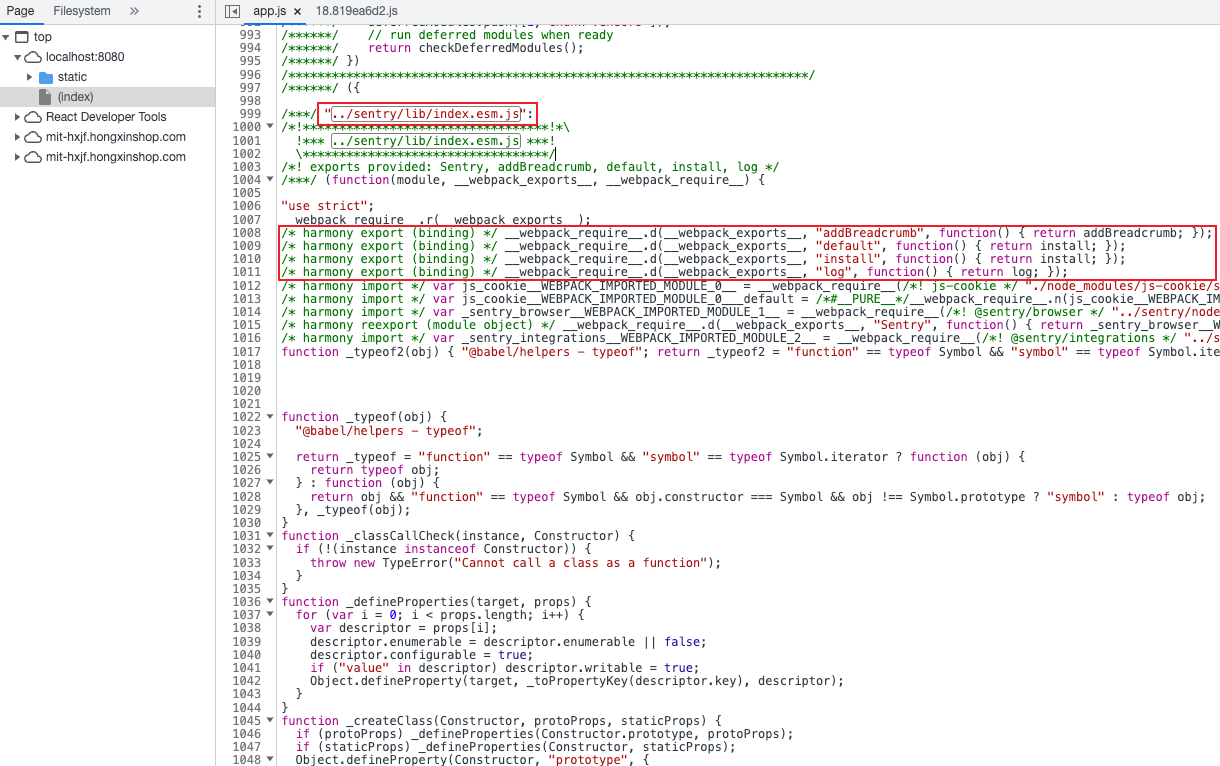 Page Filesystem »
top
localhost:8080
static
(index)
React Developer Tools
mit-hxjf.hongxinshop.com
mit-hxjf.hongxinshop.com
app.js × 18.819ea6d2.js
993 /******/ // run deferred modules when ready
994 /******/ return checkDeferredModules();
995 /******/ })
996 /************************************************************************/
997 /******/ ({
998
999 /***/ "../sentry/lib/index.esm.js":
1000 /*!**********************************!*\
1001 !*** ../sentry/lib/index.esm.js ***!
1002 \**********************************/
1003 /*! exports provided: Sentry, addBreadcrumb, default, install, log */
1004 /***/ (function(module, __webpack_exports__, __webpack_require__) {
1005
1006 "use strict";
1007 __webpack_require__.r(__webpack_exports__);
1008 /* harmony export (binding) */ __webpack_require__.d(__webpack_exports__, "addBreadcrumb", function() { return addBreadcrumb; });
1009 /* harmony export (binding) */ __webpack_require__.d(__webpack_exports__, "default", function() { return install; });
1010 /* harmony export (binding) */ __webpack_require__.d(__webpack_exports__, "install", function() { return install; });
1011 /* harmony export (binding) */ __webpack_require__.d(__webpack_exports__, "log", function() { return log; });
1012 /* harmony import */ var js_cookie__WEBPACK_IMPORTED_MODULE_0__ = __webpack_require__(/*! js-cookie */ "./node_modules/js-cookie/s
1013 /* harmony import */ var js_cookie__WEBPACK_IMPORTED_MODULE_0___default = /*#__PURE__*/__webpack_require__.n(js_cookie__WEBPACK_IM
1014 /* harmony import */ var _sentry_browser__WEBPACK_IMPORTED_MODULE_1__ = __webpack_require__(/*! @sentry/browser */ "../sentry/node
1015 /* harmony reexport (module object) */ __webpack_require__.d(__webpack_exports__, "Sentry", function() { return _sentry_browser__W
1016 /* harmony import */ var _sentry_integrations__WEBPACK_IMPORTED_MODULE_2__ = __webpack_require__(/*! @sentry/integrations */ "../s
1017 function _typeof2(obj) { "@babel/helpers - typeof"; return _typeof2 = "function" == typeof Symbol && "symbol" == typeof Symbol.ite
1018
1019
1020
1021
1022 function _typeof(obj) {
1023 "@babel/helpers - typeof";
1024
1025 return _typeof = "function" == typeof Symbol && "symbol" == typeof Symbol.iterator ? function (obj) {
1026 return typeof obj;
1027 } : function (obj) {
1028 return obj && "function" == typeof Symbol && obj.constructor === Symbol && obj !== Symbol.prototype ? "symbol" : typeof obj;
1029 }, _typeof(obj);
1030 }
1031 function _classCallCheck(instance, Constructor) {
1032 if (!(instance instanceof Constructor)) {
1033 throw new TypeError("Cannot call a class as a function");
1034 }
1035 }
1036 function _defineProperties(target, props) {
1037 for (var i = 0; i < props.length; i++) {
1038 var descriptor = props[i];
1039 descriptor.enumerable = descriptor.enumerable || false;
1040 descriptor.configurable = true;
1041 if ("value" in descriptor) descriptor.writable = true;
1042 Object.defineProperty(target, _toPropertyKey(descriptor.key), descriptor);
1043 }
1044 }
1045 function _createClass(Constructor, protoProps, staticProps) {
1046 if (protoProps) _defineProperties(Constructor.prototype, protoProps);
1047 if (staticProps) _defineProperties(Constructor, staticProps);
1048 Object.defineProperty(Constructor, "prototype", {